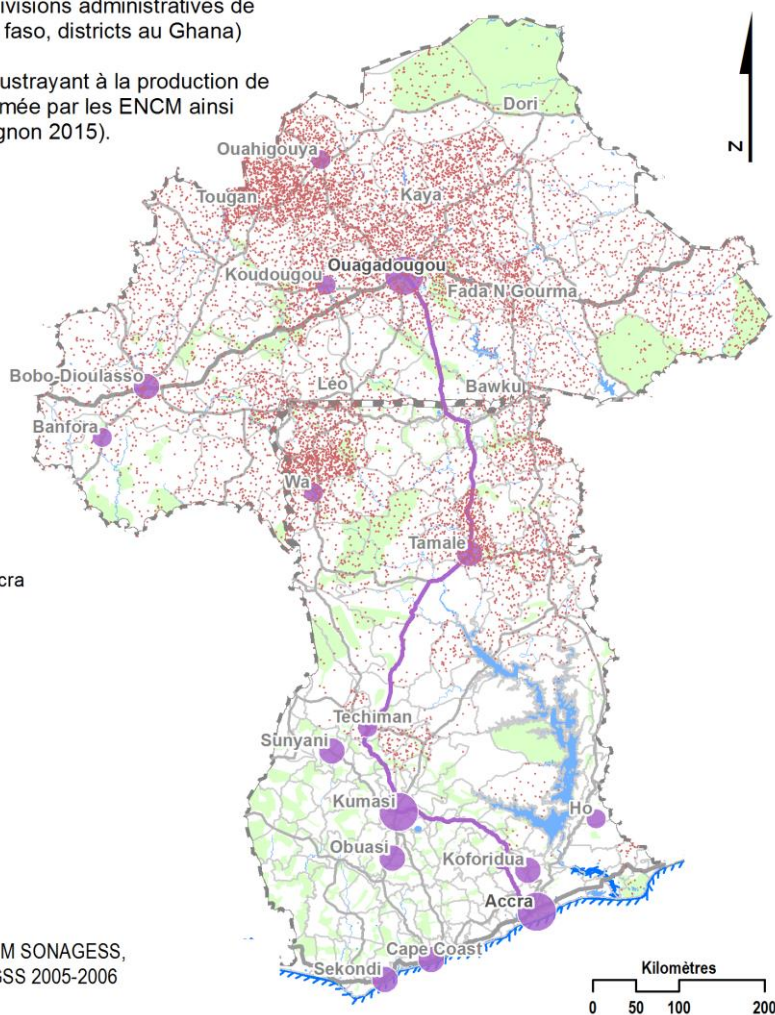 ivisions administratives de
faso, districts au Ghana)
ustrayant à la production de
mée par les ENCM ainsi
gnon 2015).
N
Dori
Ouahigouya
Tougan
Kaya
Ouagadougou
Koudougou
Fada N Gourma
Bobo-Dioulasso
Léo
Bawku
Banfora
Wa
Tamale
cra
Techiman
Sunyani
Kumasi
Ho
Obuasi
Koforidua
Accra
M SONAGESS,
GSS 2005-2006
Cape Coast
Sekondi
Kilomètres
0 50 100 200